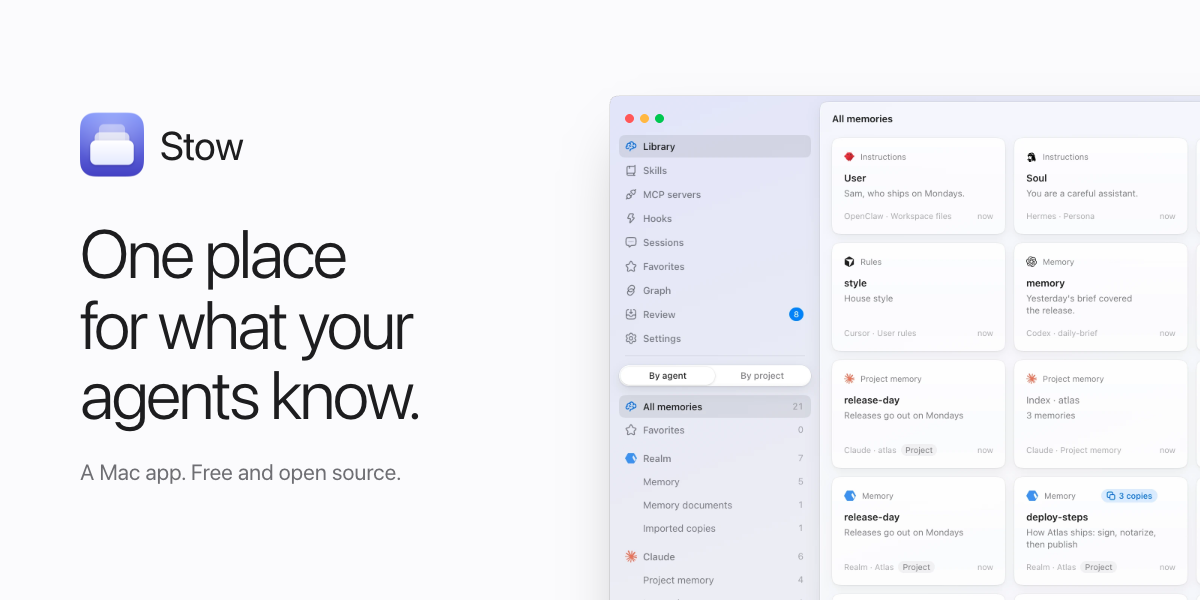 Stow
One place
for what your
agents know.
A Mac app. Free and open source.
Library
Skills
MCP servers
Hooks
Sessions
Favorites
Graph
Review 8
Settings
By agent By project
All memories 21
Favorites 0
Realm 7
Memory 5
Memory documents 1
Imported copies 1
Claude 6
Project memory 4
All memories
Instructions
User
Sam, who ships on Mondays.
OpenClaw · Workspace files now
Instructions
Soul
You are a careful assistant.
Hermes · Persona now
Rules
style
House style
Cursor · User rules now
Memory
memory
Yesterday's brief covered
the release.
Codex · daily-brief now
Project memory
release-day
Releases go out on Mondays
Claude · atlas Project now
Project memory
Index · atlas
3 memories
Claude · Project memory now
Memory
release-day
Releases go out on Mondays
Realm · Atlas Project now
Memory 3 copies
deploy-steps
How Atlas ships: sign, notarize,
then publish
Realm · Atlas Project now